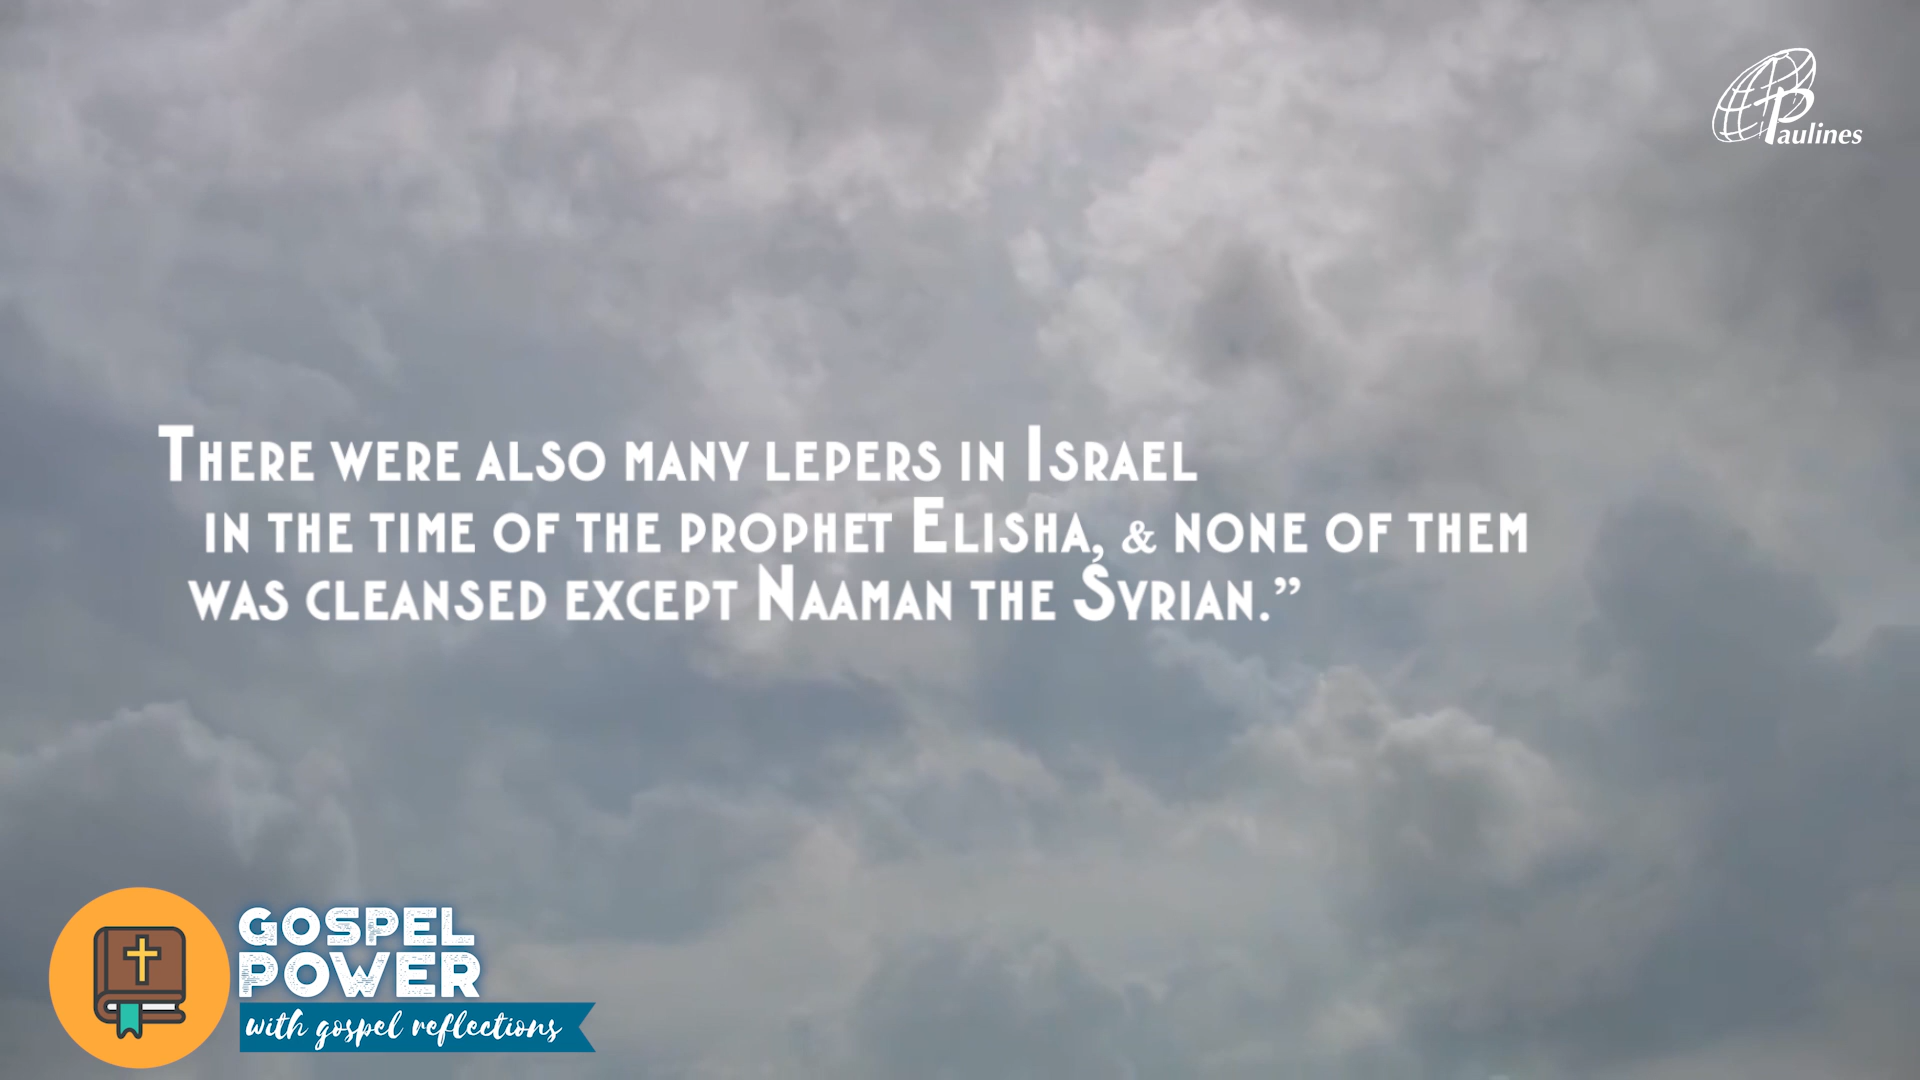 Paulines
There were also many lepers in Israel
in the time of the prophet Elisha, & none of them
was cleansed except Naaman the Syrian.”
GOSPEL
POWER
with gospel reflections